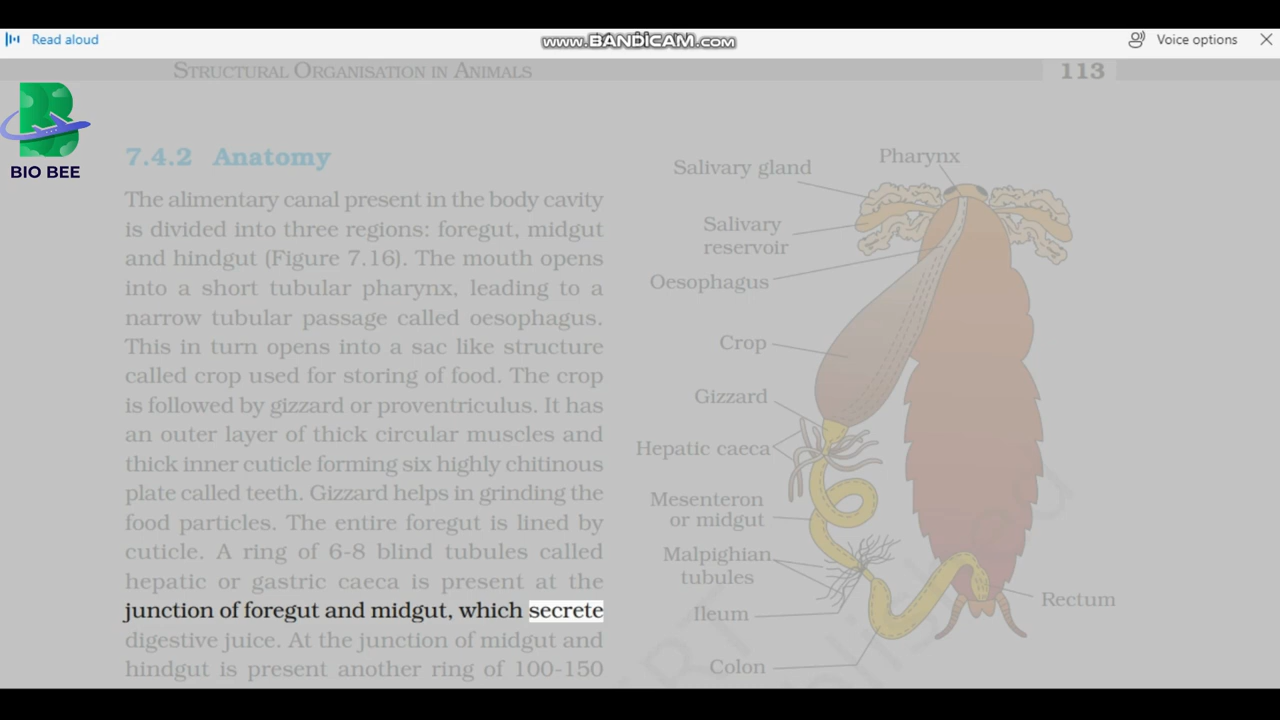 Read aloud
www.BANDICAM.com
Voice options
STRUCTURAL ORGANISATION IN ANIMALS
113
BIO BEE
7.4.2 Anatomy
The alimentary canal present in the body cavity
is divided into three regions: foregut, midgut
and hindgut (Figure 7.16). The mouth opens
into a short tubular pharynx, leading to a
narrow tubular passage called oesophagus.
This in turn opens into a sac like structure
called crop used for storing of food. The crop
is followed by gizzard or proventriculus. It has
an outer layer of thick circular muscles and
thick inner cuticle forming six highly chitinous
plate called teeth. Gizzard helps in grinding the
food particles. The entire foregut is lined by
cuticle. A ring of 6-8 blind tubules called
hepatic or gastric caeca is present at the
junction of foregut and midgut, which secrete
digestive juice. At the junction of midgut and
hindgut is present another ring of 100-150
Pharynx
Salivary gland
Salivary
reservoir
Oesophagus
Crop
Gizzard
Hepatic caeca
Mesenteron
or midgut
Malpighian
tubules
Ileum
Rectum
Colon